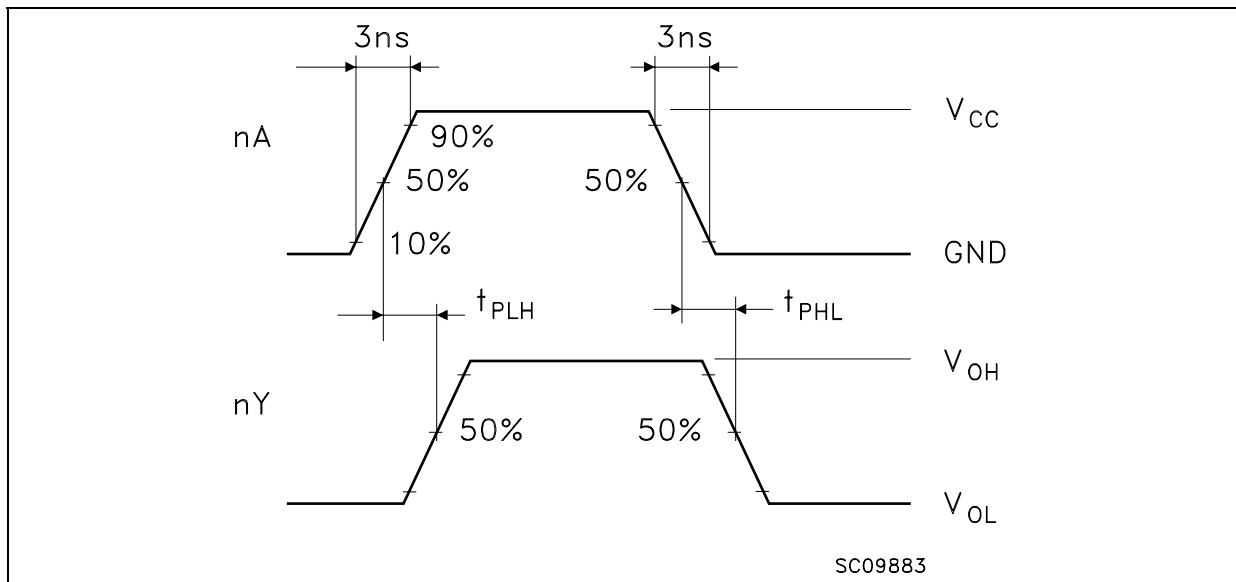 3ns 3ns
V_CC
nA
90%
50% 50%
10%
GND
t_PLH t_PHL
V_OH
nY
50% 50%
V_OL
SC09883